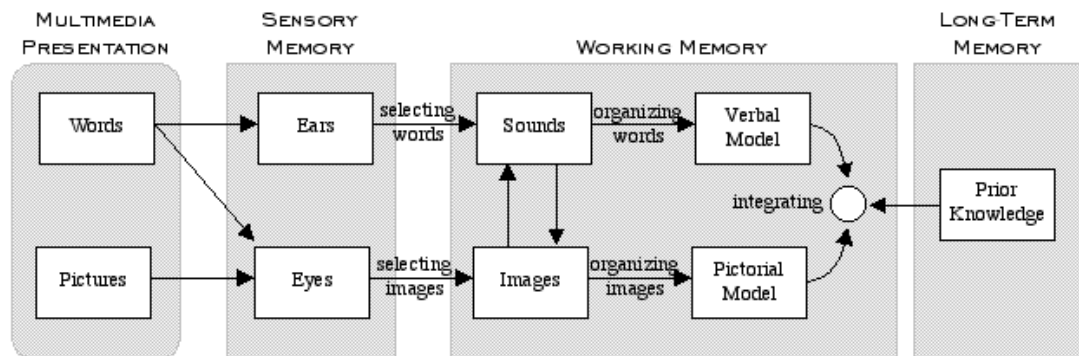 MULTIMEDIA
PRESENTATION
SENSORY
MEMORY
WORKING MEMORY
LONG-TERM
MEMORY
Words
Ears
selecting
words
Sounds
organizing
words
Verbal
Model
integrating
Prior
Knowledge
Pictures
Eyes
selecting
images
Images
organizing
images
Pictorial
Model